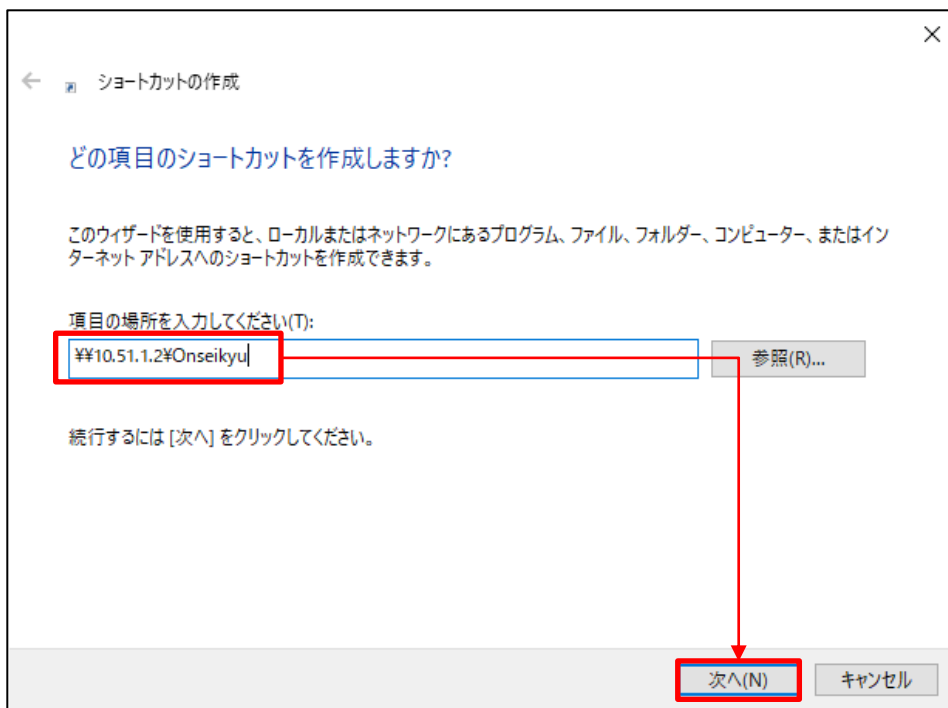 ショートカットの作成
どの項目のショートカットを作成しますか?
このウィザードを使用すると、ローカルまたはネットワークにあるプログラム、ファイル、フォルダー、コンピューター、またはイン
ターネット アドレスへのショートカットを作成できます。
項目の場所を入力してください(T):
¥¥10.51.1.2¥Onseikyu
参照(R)...
続行するには [次へ] をクリックしてください。
次へ(N)
キャンセル